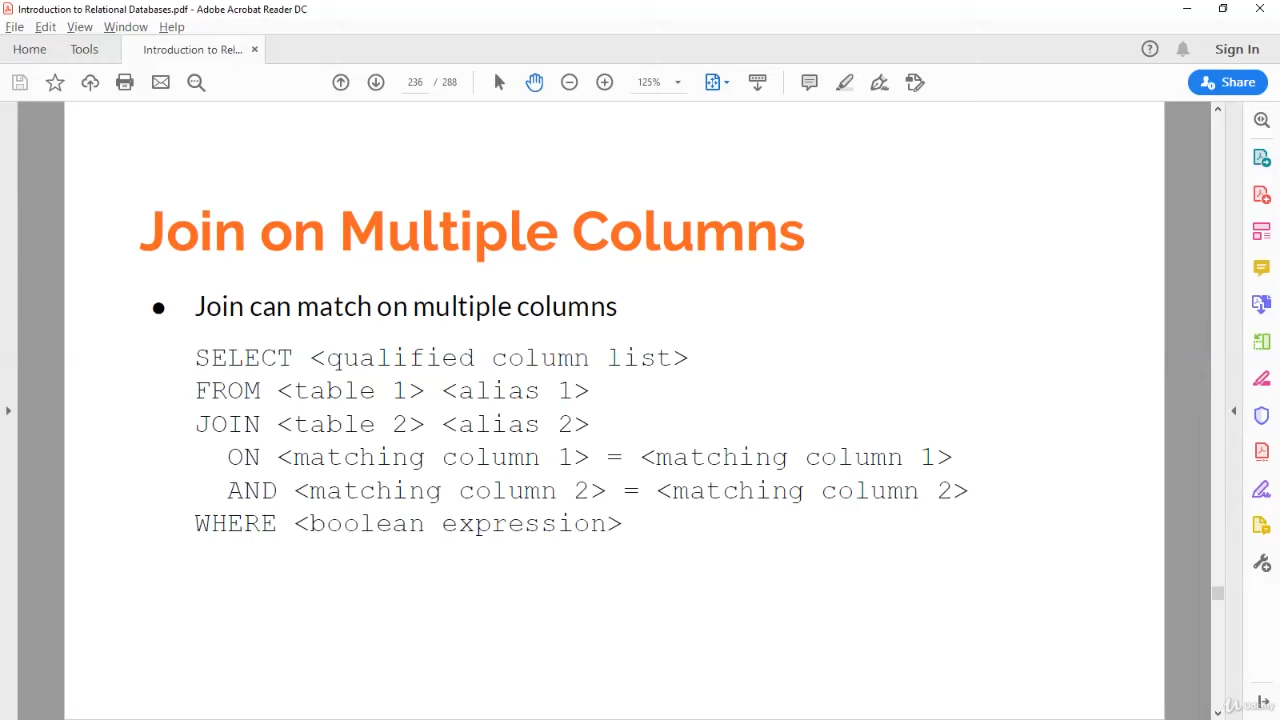 Introduction to Relational Databases.pdf - Adobe Acrobat Reader DC
File Edit View Window Help
Home Tools Introduction to Rel... × Sign In
236 / 288 125% Share
Join on Multiple Columns
● Join can match on multiple columns
SELECT <qualified column list>
FROM <table 1> <alias 1>
JOIN <table 2> <alias 2>
ON <matching column 1> = <matching column 1>
AND <matching column 2> = <matching column 2>
WHERE <boolean expression>
Udemy